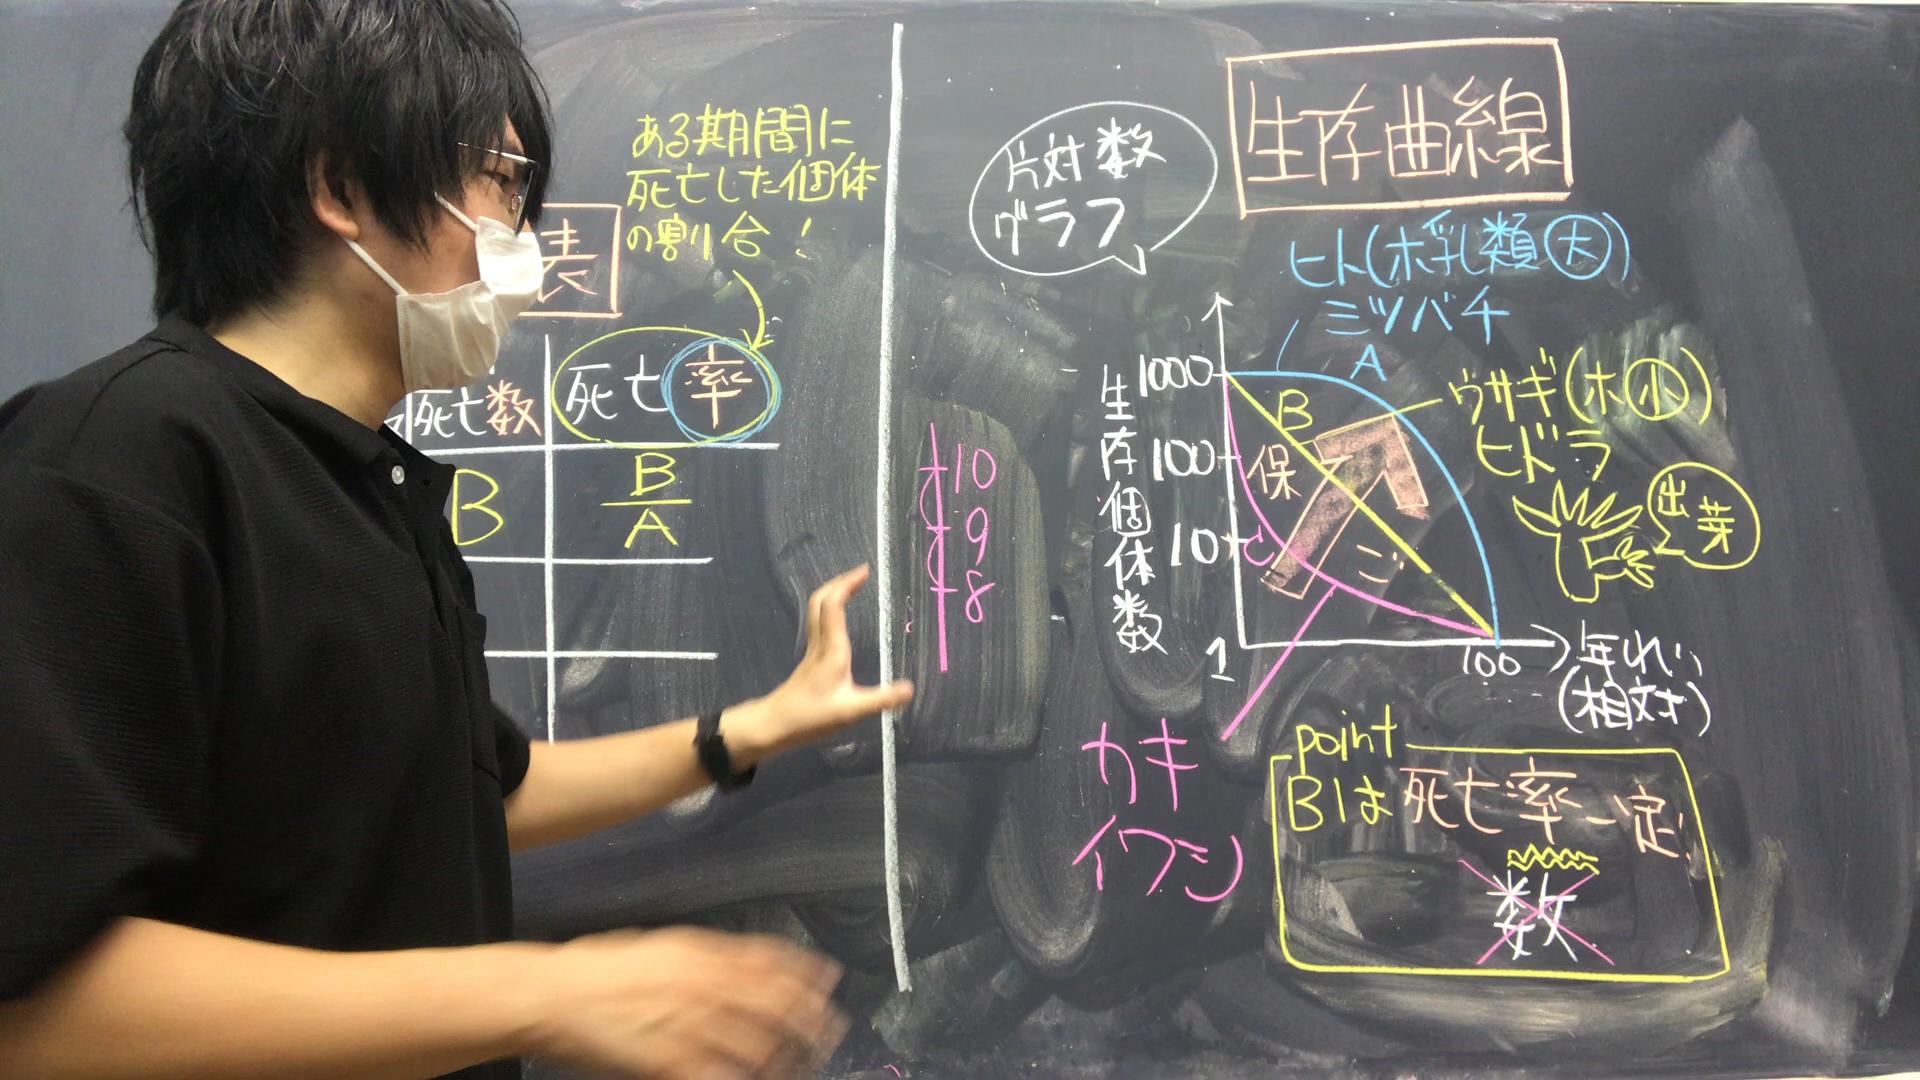 ある期間に
死亡した個体
の割合!
表
死亡数
死亡率
B
B
A
10
9
8
片対数
グラフ
生存曲線
ヒト(ホ乳類大)
ミツバチ
A
1000
100
10
1
生存個体数
B
保
C
ゴ
ウサギ(ホ小)
ヒドラ
出芽
100
年れい
(相対)
カキ
イワシ
point
Bは死亡率一定!
数